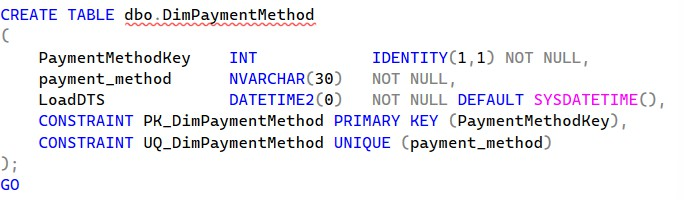 CREATE TABLE dbo.DimPaymentMethod
(
    PaymentMethodKey    INT            IDENTITY(1,1) NOT NULL,
    payment_method      NVARCHAR(30)   NOT NULL,
    LoadDTS             DATETIME2(0)   NOT NULL DEFAULT SYSDATETIME(),
    CONSTRAINT PK_DimPaymentMethod PRIMARY KEY (PaymentMethodKey),
    CONSTRAINT UQ_DimPaymentMethod UNIQUE (payment_method)
);
GO